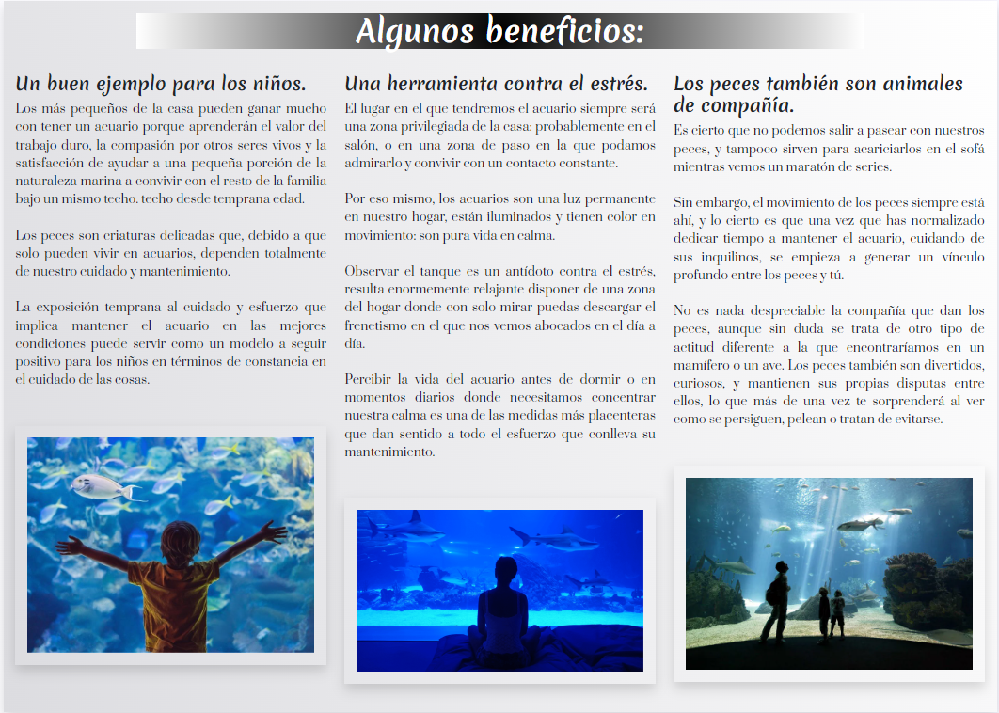 Algunos beneficios:
Un buen ejemplo para los niños.
Los más pequeños de la casa pueden ganar mucho
con tener un acuario porque aprenderán el valor del
trabajo duro, la compasión por otros seres vivos y la
satisfacción de ayudar a una pequeña porción de la
naturaleza marina a convivir con el resto de la familia
bajo un mismo techo. techo desde temprana edad.
Los peces son criaturas delicadas que, debido a que
solo pueden vivir en acuarios, dependen totalmente
de nuestro cuidado y mantenimiento.
La exposición temprana al cuidado y esfuerzo que
implica mantener el acuario en las mejores
condiciones puede servir como un modelo a seguir
positivo para los niños en términos de constancia en
el cuidado de las cosas.
Una herramienta contra el estrés.
El lugar en el que tendremos el acuario siempre será
una zona privilegiada de la casa: probablemente en el
salón, o en una zona de paso en la que podamos
admirarlo y convivir con un contacto constante.
Por eso mismo, los acuarios son una luz permanente
en nuestro hogar, están iluminados y tienen color en
movimiento: son pura vida en calma.
Observar el tanque es un antídoto contra el estrés,
resulta enormemente relajante disponer de una zona
del hogar donde con solo mirar puedas descargar el
frenetismo en el que nos vemos abocados en el día a
día.
Percibir la vida del acuario antes de dormir o en
momentos diarios donde necesitamos concentrar
nuestra calma es una de las medidas más placenteras
que dan sentido a todo el esfuerzo que conlleva su
mantenimiento.
Los peces también son animales
de compañía.
Es cierto que no podemos salir a pasear con nuestros
peces, y tampoco sirven para acariciarlos en el sofá
mientras vemos un maratón de series.
Sin embargo, el movimiento de los peces siempre está
ahí, y lo cierto es que una vez que has normalizado
dedicar tiempo a mantener el acuario, cuidando de
sus inquilinos, se empieza a generar un vínculo
profundo entre los peces y tú.
No es nada despreciable la compañía que dan los
peces, aunque sin duda se trata de otro tipo de
actitud diferente a la que encontraríamos en un
mamífero o un ave. Los peces también son divertidos,
curiosos, y mantienen sus propias disputas entre
ellos, lo que más de una vez te sorprenderá al ver
como se persiguen, pelean o tratan de evitarse.